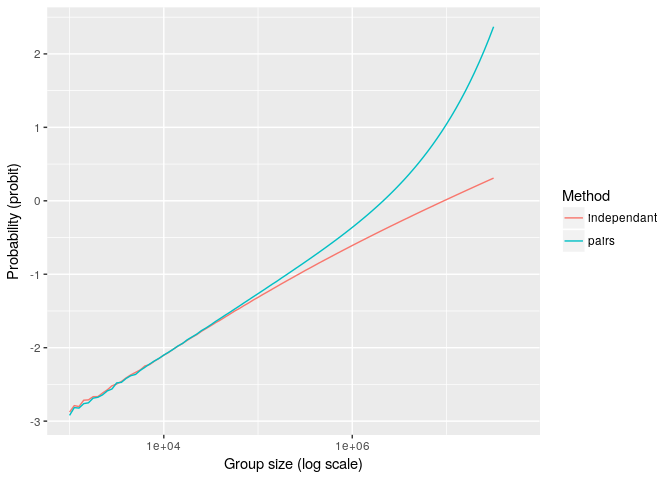 Probability (probit)
2
1
0
-1
-2
-3
1e+04
1e+06
Group size (log scale)
Method
independant
pairs